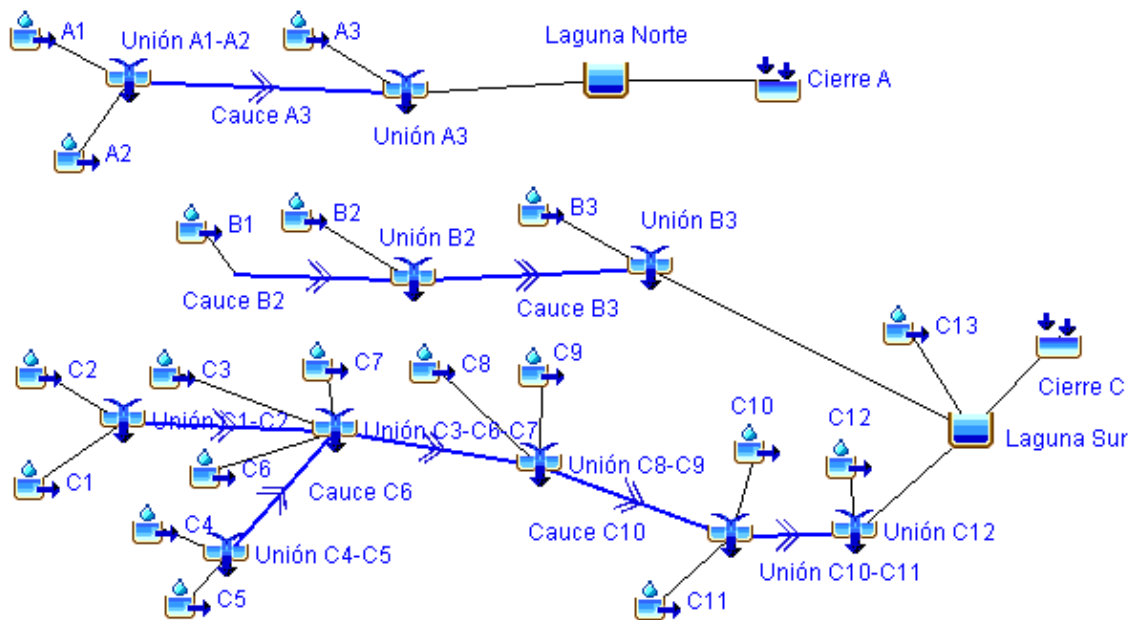 A1
Unión A1-A2
A3
Laguna Norte
Cierre A
Cauce A3
Unión A3
A2
B1
B2
Unión B2
B3
Unión B3
Cauce B2
Cauce B3
C13
Cierre C
C2
C3
C7
C8
C9
Unión C1-C2
Unión C3-C6-C7
C10
C12
Laguna Sur
C1
C6
Cauce C6
Unión C8-C9
C4
Unión C4-C5
Cauce C10
Unión C12
C5
Unión C10-C11
C11